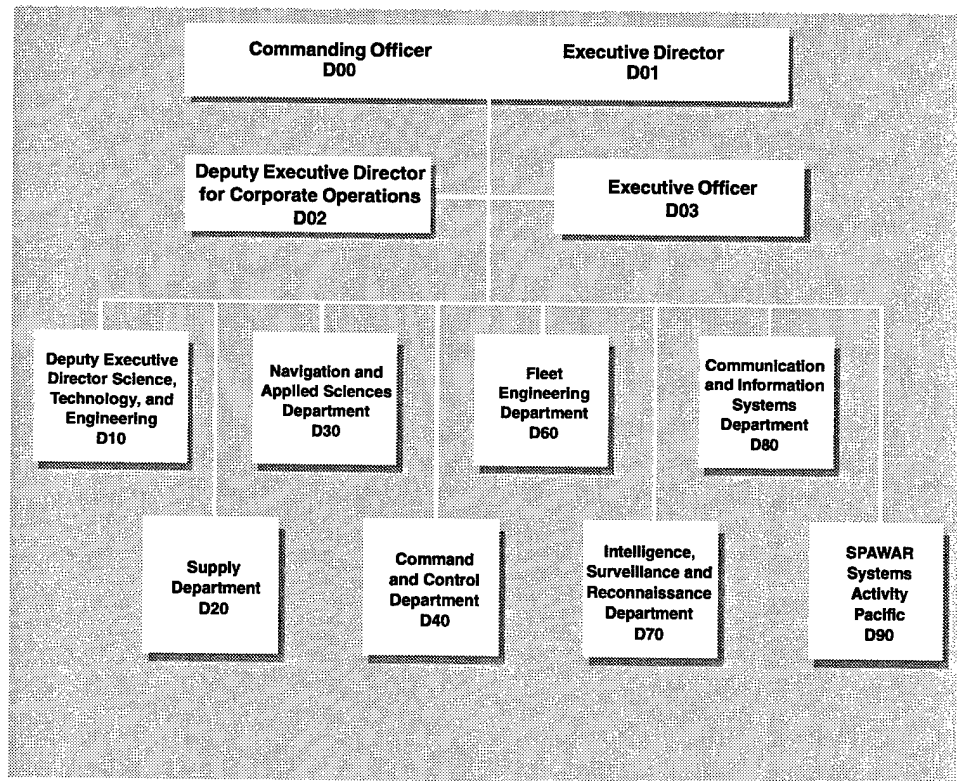 Commanding Officer
D00
Executive Director
D01
Deputy Executive Director
for Corporate Operations
D02
Executive Officer
D03
Deputy Executive
Director Science,
Technology, and
Engineering
D10
Navigation and
Applied Sciences
Department
D30
Fleet
Engineering
Department
D60
Communication
and Information
Systems
Department
D80
Supply
Department
D20
Command
and Control
Department
D40
Intelligence,
Surveillance and
Reconnaissance
Department
D70
SPAWAR
Systems
Activity
Pacific
D90